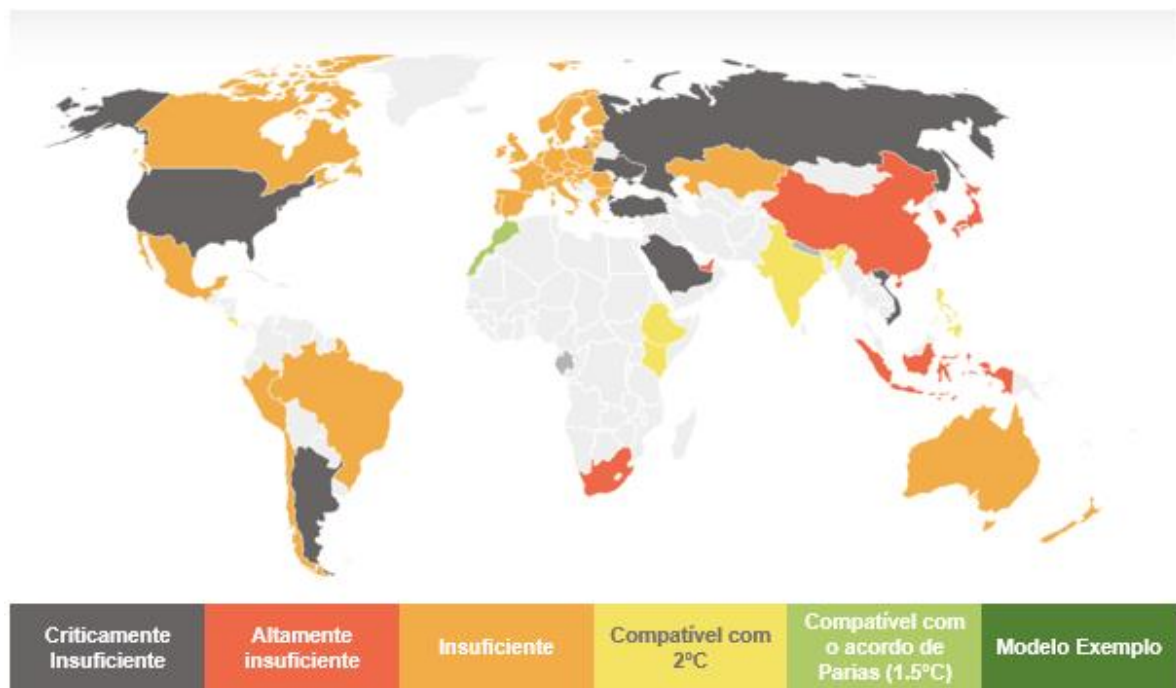 Criticamente
Insuficiente
Altamente
insuficiente
Insuficiente
Compatível com
2ºC
Compatível com
o acordo de
Parias (1.5ºC)
Modelo Exemplo